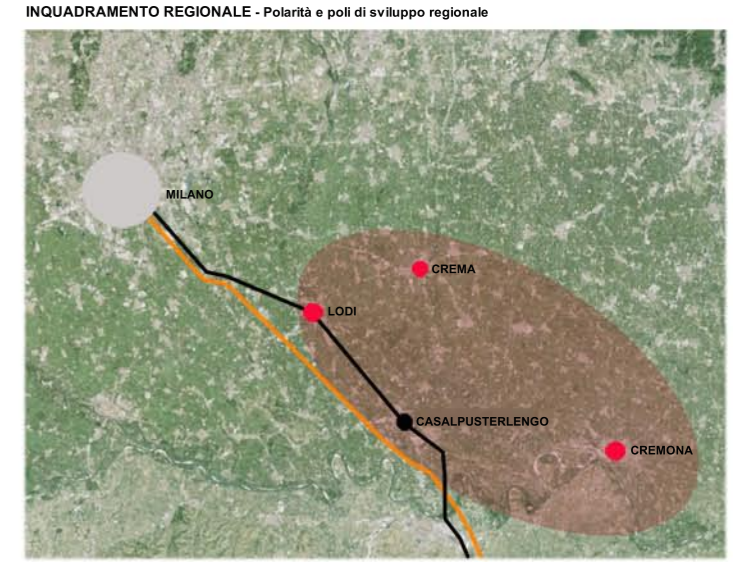 INQUADRAMENTO REGIONALE - Polarità e poli di sviluppo regionale
MILANO
CREMA
LODI
CASALPUSTERLENGO
CREMONA